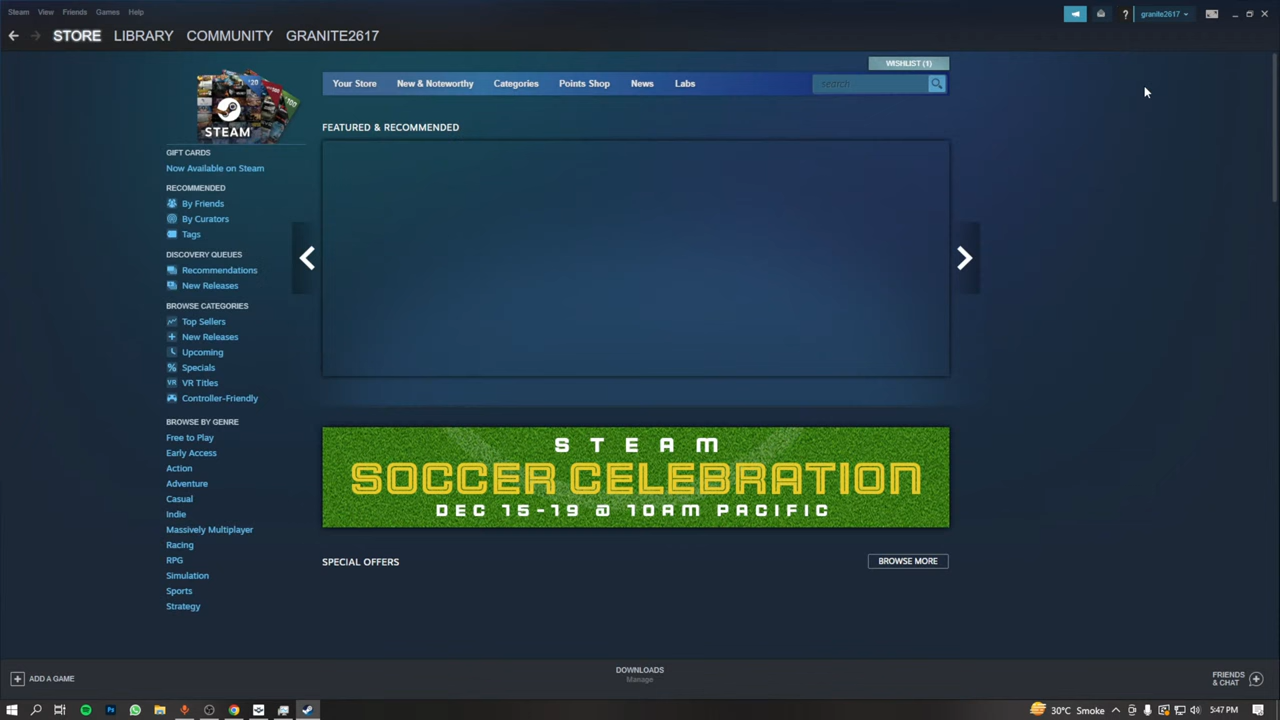 Steam View Friends Games Help
granite2617
STORE LIBRARY COMMUNITY GRANITE2617
WISHLIST (1)
Your Store New & Noteworthy Categories Points Shop News Labs
search
STEAM
FEATURED & RECOMMENDED
GIFT CARDS
Now Available on Steam
RECOMMENDED
By Friends
By Curators
Tags
DISCOVERY QUEUES
Recommendations
New Releases
BROWSE CATEGORIES
Top Sellers
New Releases
Upcoming
Specials
VR Titles
Controller-Friendly
BROWSE BY GENRE
Free to Play
Early Access
Action
Adventure
Casual
Indie
Massively Multiplayer
Racing
RPG
Simulation
Sports
Strategy
STEAM
SOCCER CELEBRATION
DEC 15-19 @ 10AM PACIFIC
SPECIAL OFFERS
BROWSE MORE
ADD A GAME
DOWNLOADS
Manage
FRIENDS
& CHAT
30°C Smoke
5:47 PM